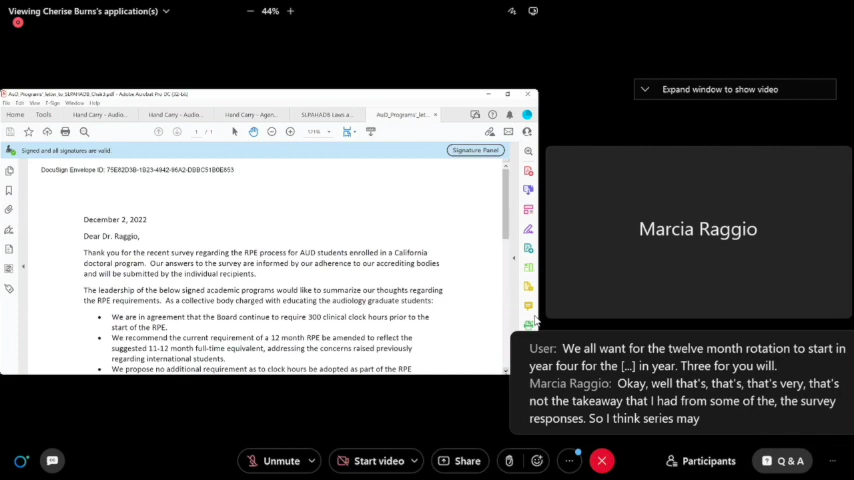 Viewing Cherise Burns's application(s)
44%
Expand window to show video
AuD_Programs'_letter_to_SLPAHADB_Chair3.pdf - Adobe Acrobat Pro DC (32-bit)
File Edit View E-Sign Window Help
Home Tools Hand Carry - Audio... Hand Carry - Audio... Hand Carry - Agen... SLPAHADB Laws a... AuD_Programs'_let... ×
1 / 1 125%
Signed and all signatures are valid.
Signature Panel
DocuSign Envelope ID: 75E82D3B-1B23-4942-96A2-DBBC51B0E853
December 2, 2022
Dear Dr. Raggio,
Thank you for the recent survey regarding the RPE process for AUD students enrolled in a California
doctoral program. Our answers to the survey are informed by our adherence to our accrediting bodies
and will be submitted by the individual recipients.
The leadership of the below signed academic programs would like to summarize our thoughts regarding
the RPE requirements. As a collective body charged with educating the audiology graduate students:
• We are in agreement that the Board continue to require 300 clinical clock hours prior to the
start of the RPE.
• We recommend the current requirement of a 12 month RPE be amended to reflect the
suggested 11-12 month full-time equivalent, addressing the concerns raised previously
regarding international students.
• We propose no additional requirement as to clock hours be adopted as part of the RPE
Marcia Raggio
User: We all want for the twelve month rotation to start in
year four for the [...] in year. Three for you will.
Marcia Raggio: Okay, well that's, that's, that's very, that's
not the takeaway that I had from some of the, the survey
responses. So I think series may
Unmute
Start video
Share
Participants
Q & A